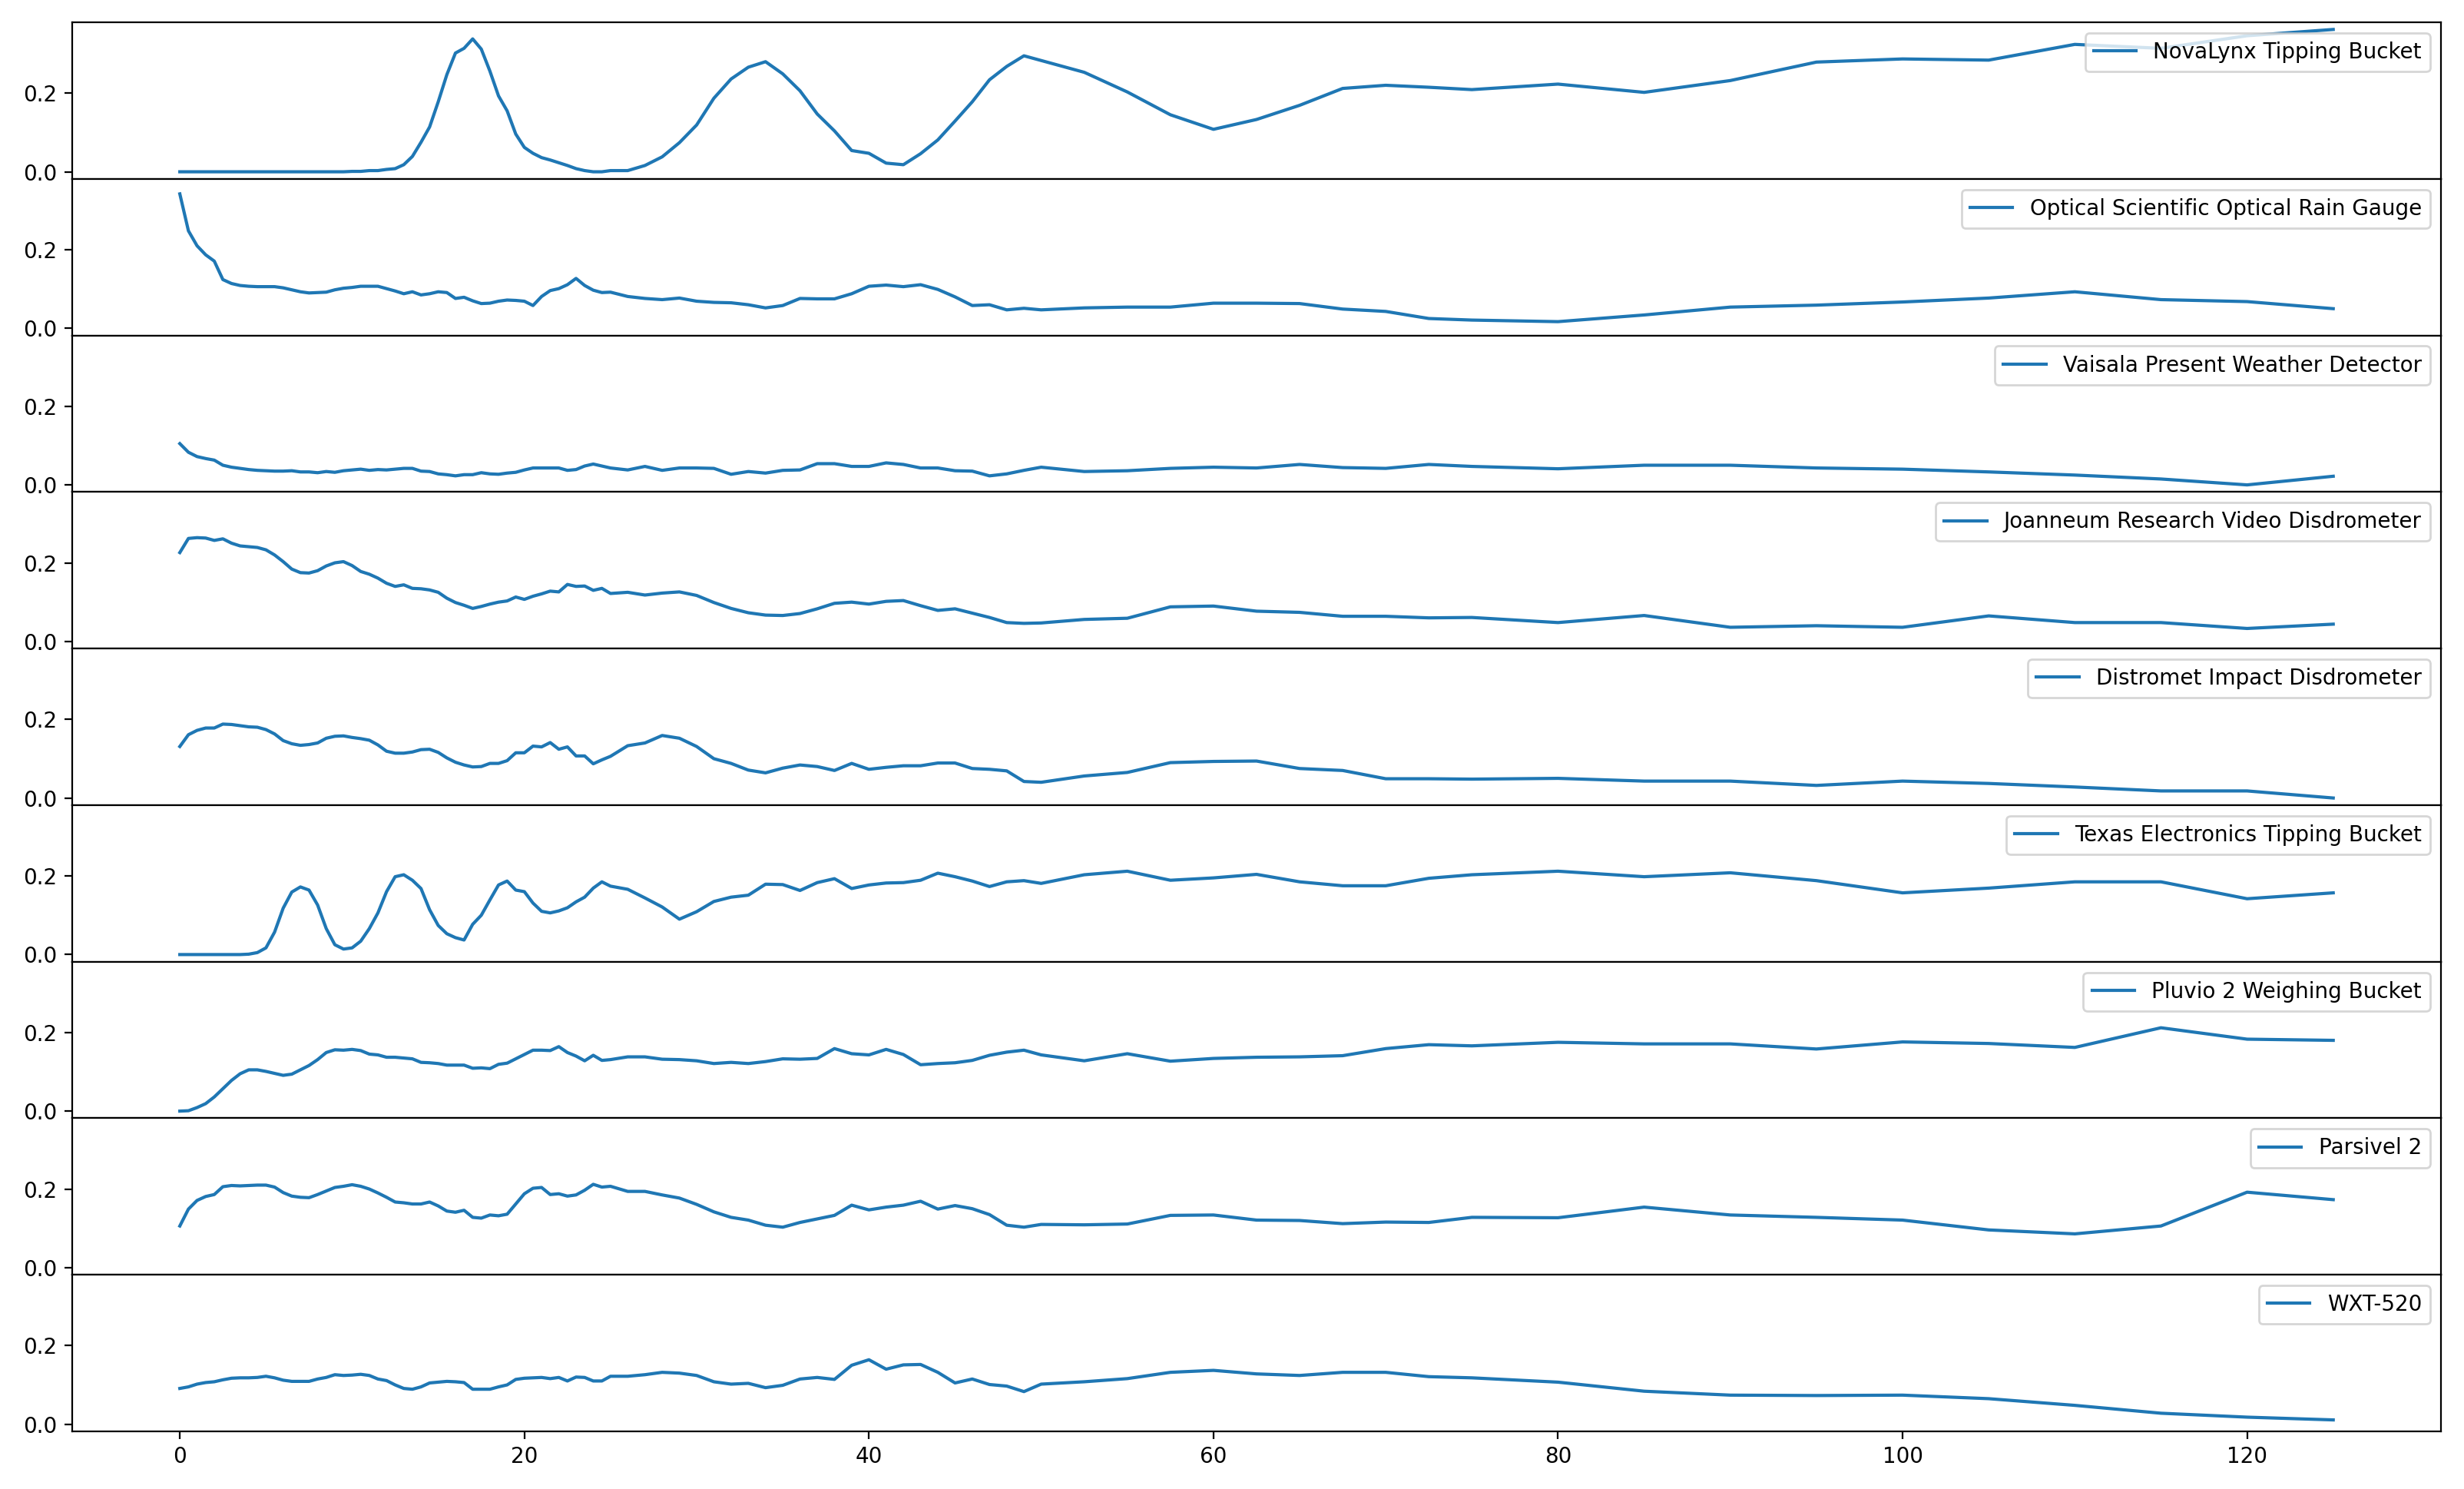 NovaLynx Tipping Bucket
0.2
0.0
Optical Scientific Optical Rain Gauge
0.2
0.0
Vaisala Present Weather Detector
0.2
0.0
Joanneum Research Video Disdrometer
0.2
0.0
Distromet Impact Disdrometer
0.2
0.0
Texas Electronics Tipping Bucket
0.2
0.0
Pluvio 2 Weighing Bucket
0.2
0.0
Parsivel 2
0.2
0.0
WXT-520
0.2
0.0
0 20 40 60 80 100 120